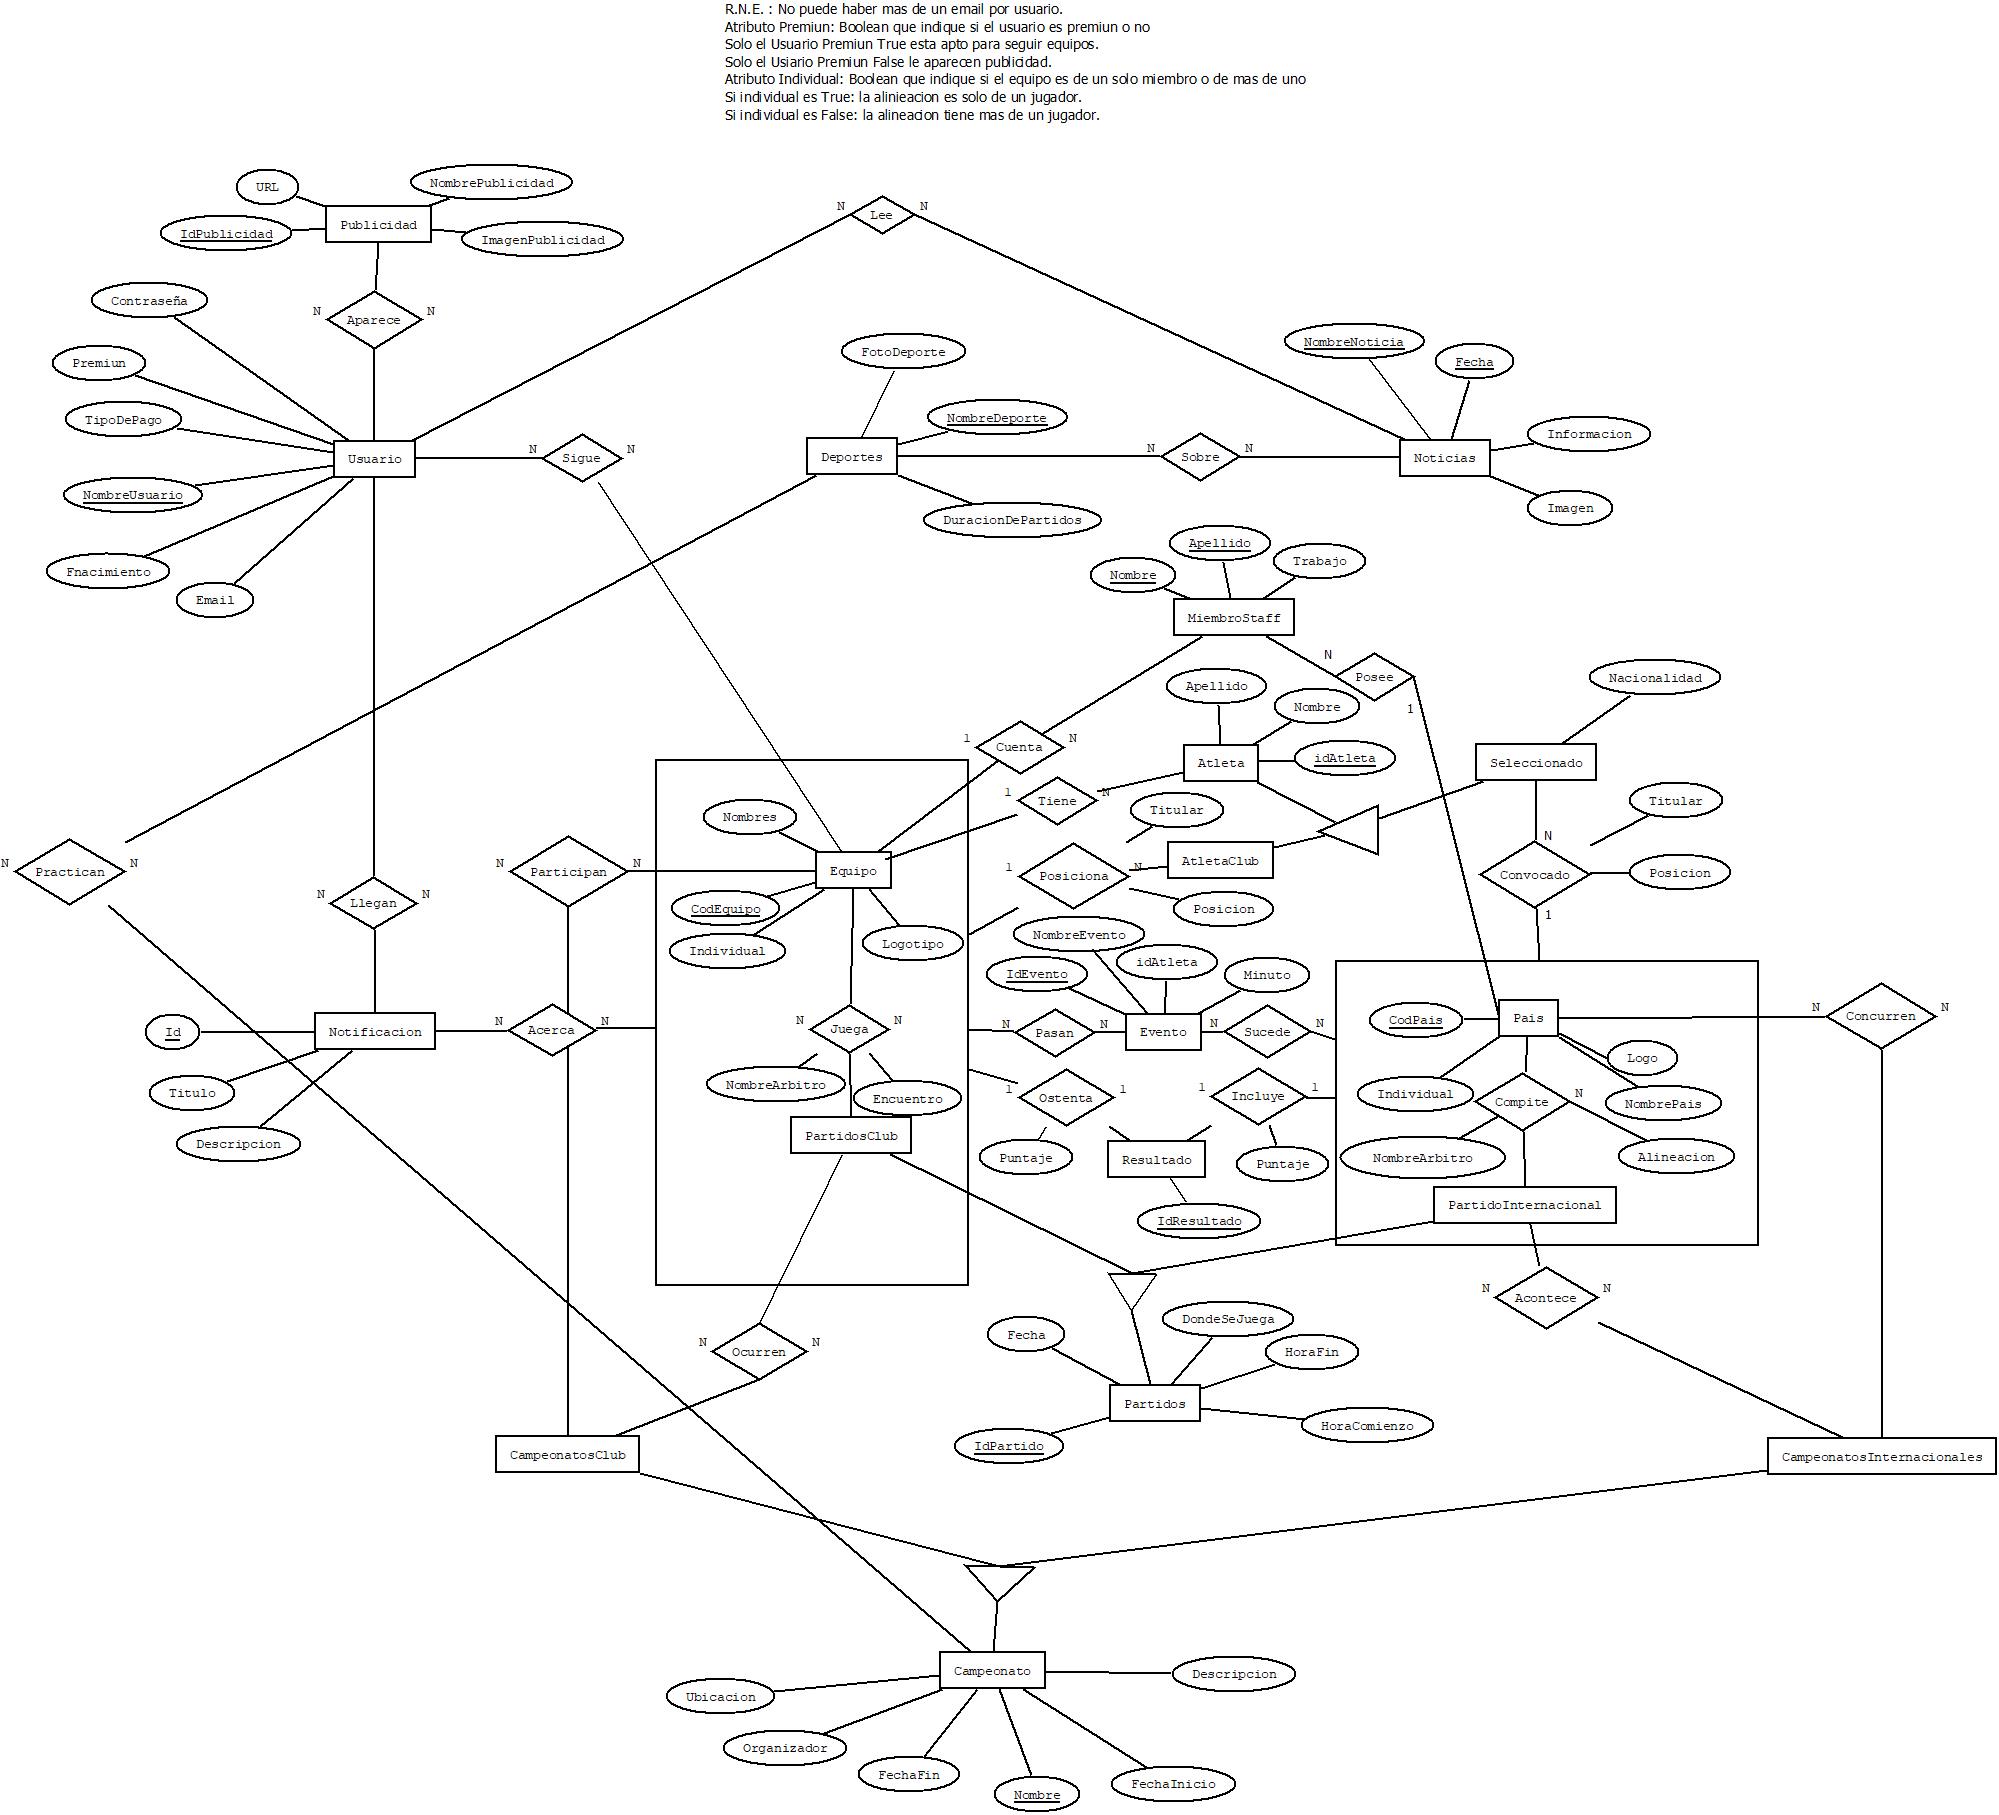 R.N.E. : No puede haber mas de un email por usuario.
Atributo Premiun: Boolean que indique si el usuario es premiun o no
Solo el Usuario Premiun True esta apto para seguir equipos.
Solo el Usiario Premiun False le aparecen publicidad.
Atributo Individual: Boolean que indique si el equipo es de un solo miembro o de mas de uno
Si individual es True: la alinieacion es solo de un jugador.
Si individual es False: la alineacion tiene mas de un jugador.
URL
NombrePublicidad
IdPublicidad
Publicidad
ImagenPublicidad
N
Lee
N
Contraseña
N
Aparece
N
Premiun
TipoDePago
Usuario
NombreUsuario
Fnacimiento
Email
N
Sigue
N
FotoDeporte
NombreDeporte
Deportes
DuracionDePartidos
N
Sobre
N
NombreNoticia
Fecha
Informacion
Noticias
Imagen
Apellido
Nombre
Trabajo
MiembroStaff
N
Posee
1
Nacionalidad
Apellido
Nombre
1
Cuenta
N
Atleta
idAtleta
Seleccionado
1
Tiene
N
Titular
Titular
Nombres
N
Convocado
Posicion
1
AtletaClub
1
Posiciona
N
Posicion
N
Practican
N
N
Participan
N
Equipo
CodEquipo
Individual
Logotipo
N
Llegan
N
NombreEvento
IdEvento
idAtleta
Minuto
Id
Notificacion
N
Acerca
N
N
Juega
N
N
Pasan
N
Evento
N
Sucede
N
CodPais
Pais
N
Concurren
N
Titulo
NombreArbitro
Encuentro
1
Ostenta
1
1
Incluye
1
Individual
Compite
N
Logo
NombrePais
Descripcion
PartidosClub
Puntaje
Resultado
Puntaje
NombreArbitro
Alineacion
IdResultado
PartidoInternacional
N
Acontece
N
N
Ocurren
N
Fecha
DondeSeJuega
HoraFin
Partidos
HoraComienzo
IdPartido
CampeonatosClub
CampeonatosInternacionales
Campeonato
Descripcion
Ubicacion
Organizador
FechaFin
Nombre
FechaInicio